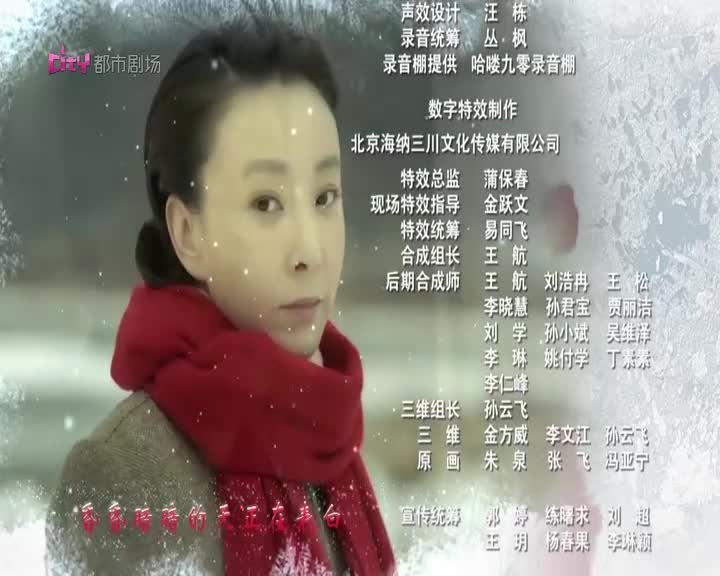 声效设计 汪 栋
录音统筹 丛 枫
录音棚提供 哈喽九零录音棚
city 都市剧场
数字特效制作
北京海纳三川文化传媒有限公司
特效总监 蒲保春
现场特效指导 金跃文
特效统筹 易同飞
合成组长 王 航
后期合成师 王 航 刘浩冉 王 松
李晓慧 孙君宝 贾丽洁
刘 学 孙小斌 吴维泽
李 琳 姚付学 丁素素
李仁峰
三维组长 孙云飞
三 维 金方威 李文江 孙云飞
原 画 朱 泉 张 飞 冯亚宁
昏昏暗暗的天正在表白
宣传统筹 郭 婷 练曙求 刘 超
王 玥 杨春果 李琳颖